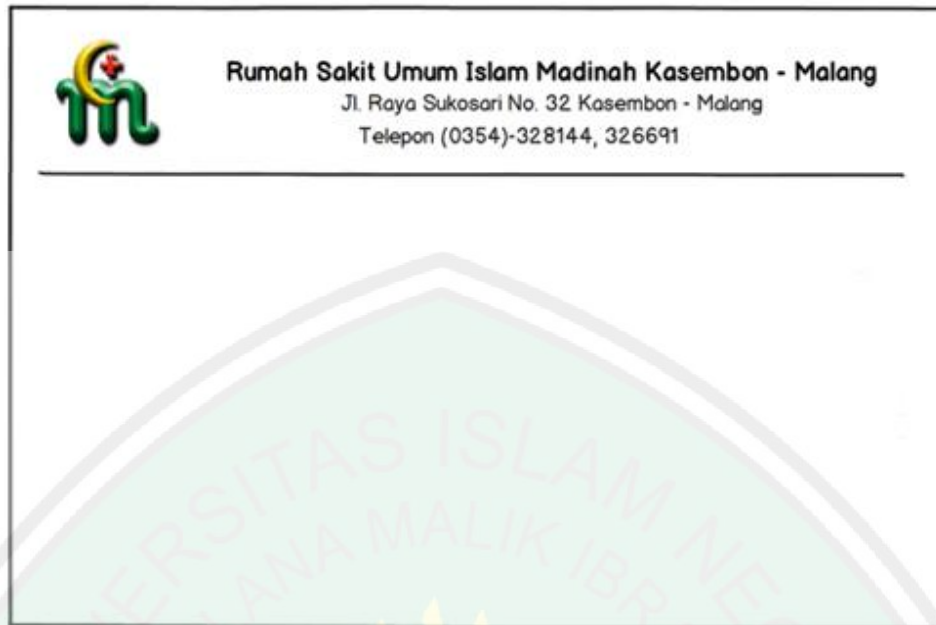 Rumah Sakit Umum Islam Madinah Kasembon - Malang
Jl. Raya Sukosari No. 32 Kasembon - Malang
Telepon (0354)-328144, 326691
ISLAM
MALIK